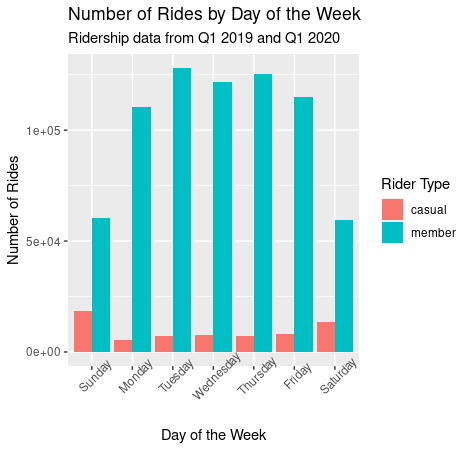 Number of Rides by Day of the Week
Ridership data from Q1 2019 and Q1 2020
Number of Rides
1e+05
5e+04
0e+00
Sunday
Monday
Tuesday
Wednesday
Thursday
Friday
Saturday
Day of the Week
Rider Type
casual
member